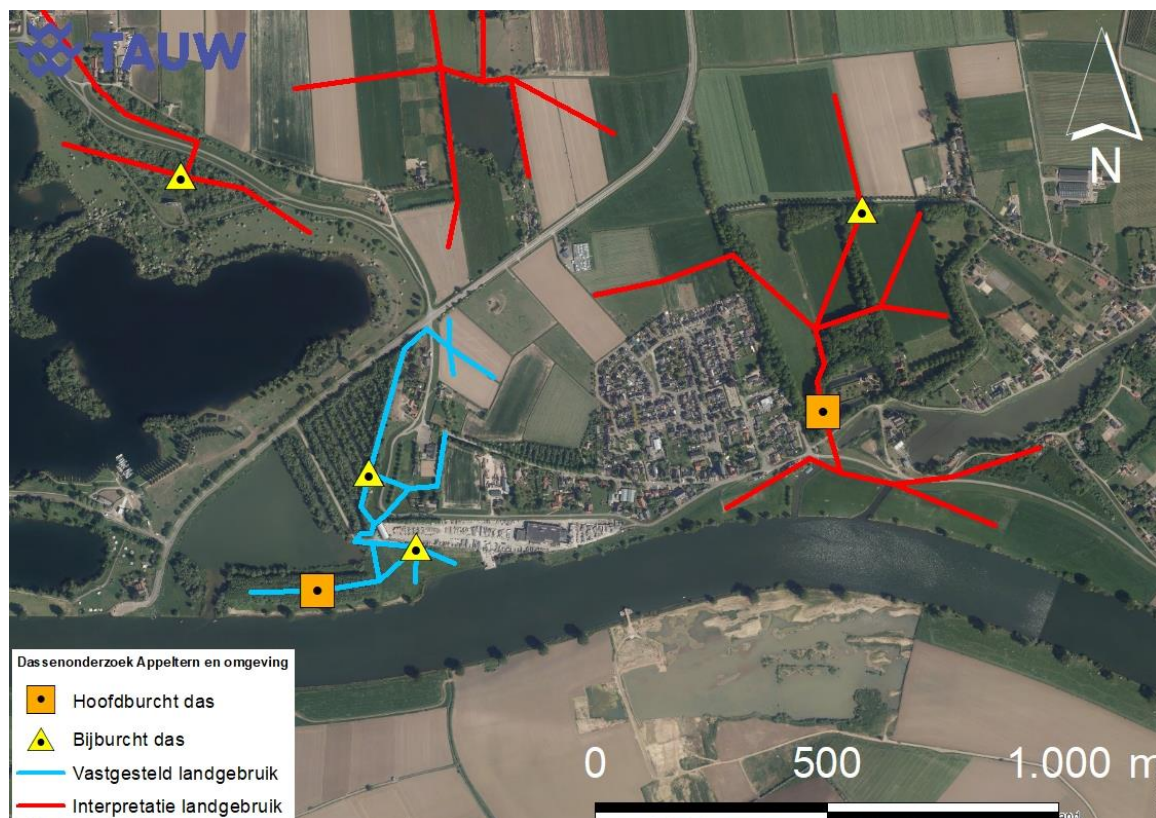 TAUW
N
Dassenonderzoek Appeltern en omgeving
Hoofdburcht das
Bijburcht das
Vastgesteld landgebruik
Interpretatie landgebruik
0 500 1.000 m